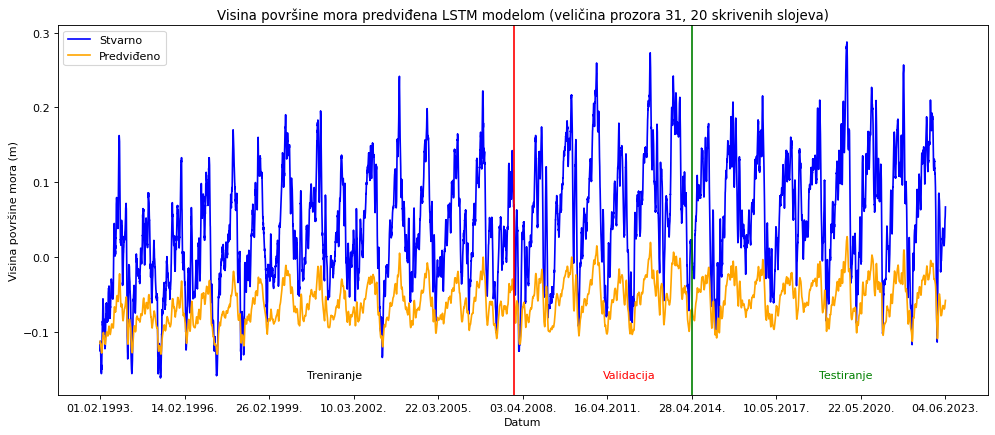 Visina površine mora predviđena LSTM modelom (veličina prozora 31, 20 skrivenih slojeva)
Stvarno
Predviđeno
Visina površine mora (m)
0.3
0.2
0.1
0.0
−0.1
Treniranje
Validacija
Testiranje
01.02.1993. 14.02.1996. 26.02.1999. 10.03.2002. 22.03.2005. 03.04.2008. 16.04.2011. 28.04.2014. 10.05.2017. 22.05.2020. 04.06.2023.
Datum